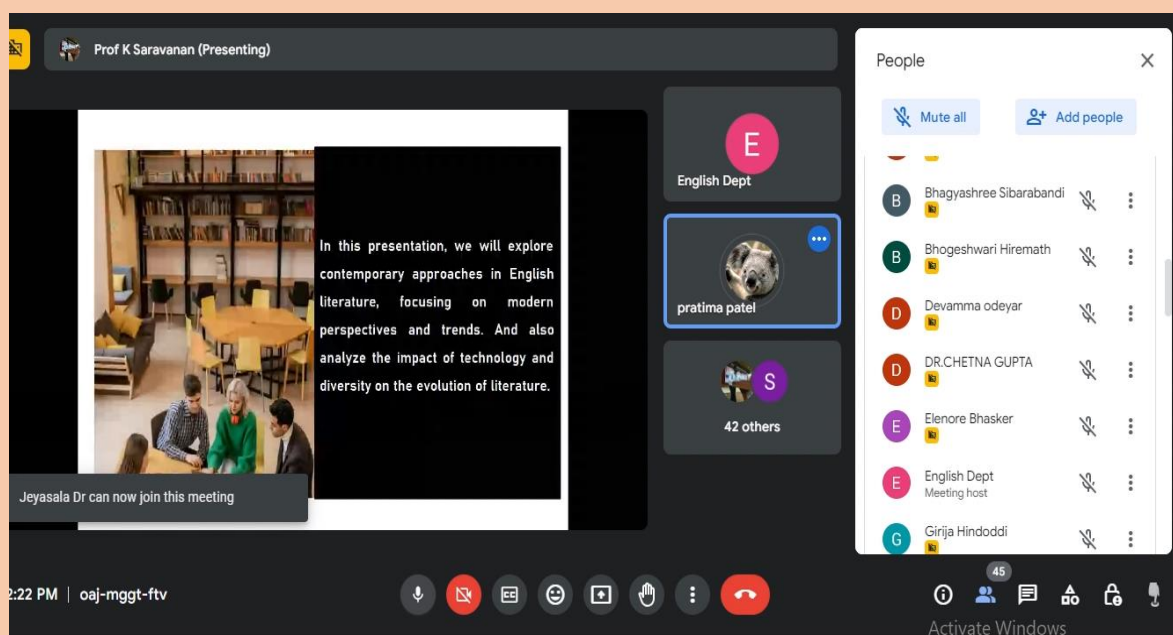 Prof K Saravanan (Presenting)
In this presentation, we will explore
contemporary approaches in English
literature, focusing on modern
perspectives and trends. And also
analyze the impact of technology and
diversity on the evolution of literature.
Jeyasala Dr can now join this meeting
E
English Dept
pratima patel
S
42 others
People
Mute all
Add people
B
Bhagyashree Sibarabandi
B
Bhogeshwari Hiremath
D
Devamma odeyar
D
DR.CHETNA GUPTA
E
Elenore Bhasker
E
English Dept
Meeting host
G
Girija Hindoddi
2:22 PM | oaj-mggt-ftv
CC
45
Activate Windows